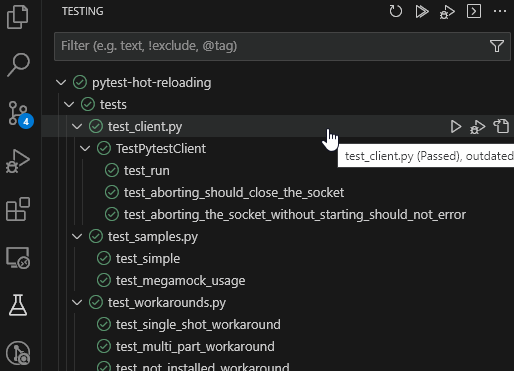 TESTING
Filter (e.g. text, !exclude, @tag)
pytest-hot-reloading
tests
test_client.py
TestPytestClient
test_client.py (Passed), outdated
test_run
test_aborting_should_close_the_socket
test_aborting_the_socket_without_starting_should_not_error
test_samples.py
test_simple
test_megamock_usage
test_workarounds.py
test_single_shot_workaround
test_multi_part_workaround
test_not_installed_workaround
4